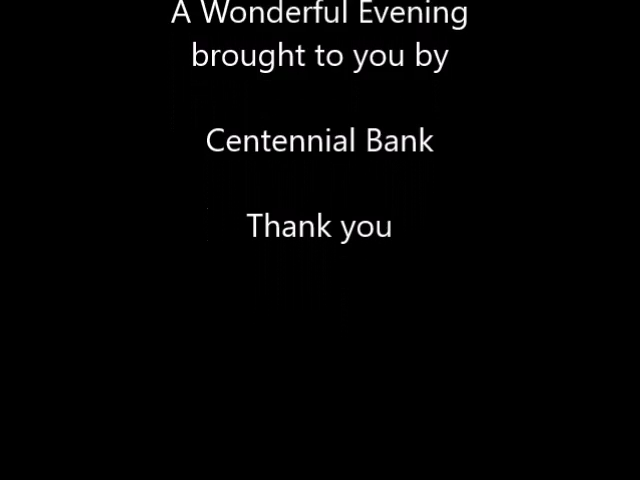 A Wonderful Evening
brought to you by
Centennial Bank
Thank you